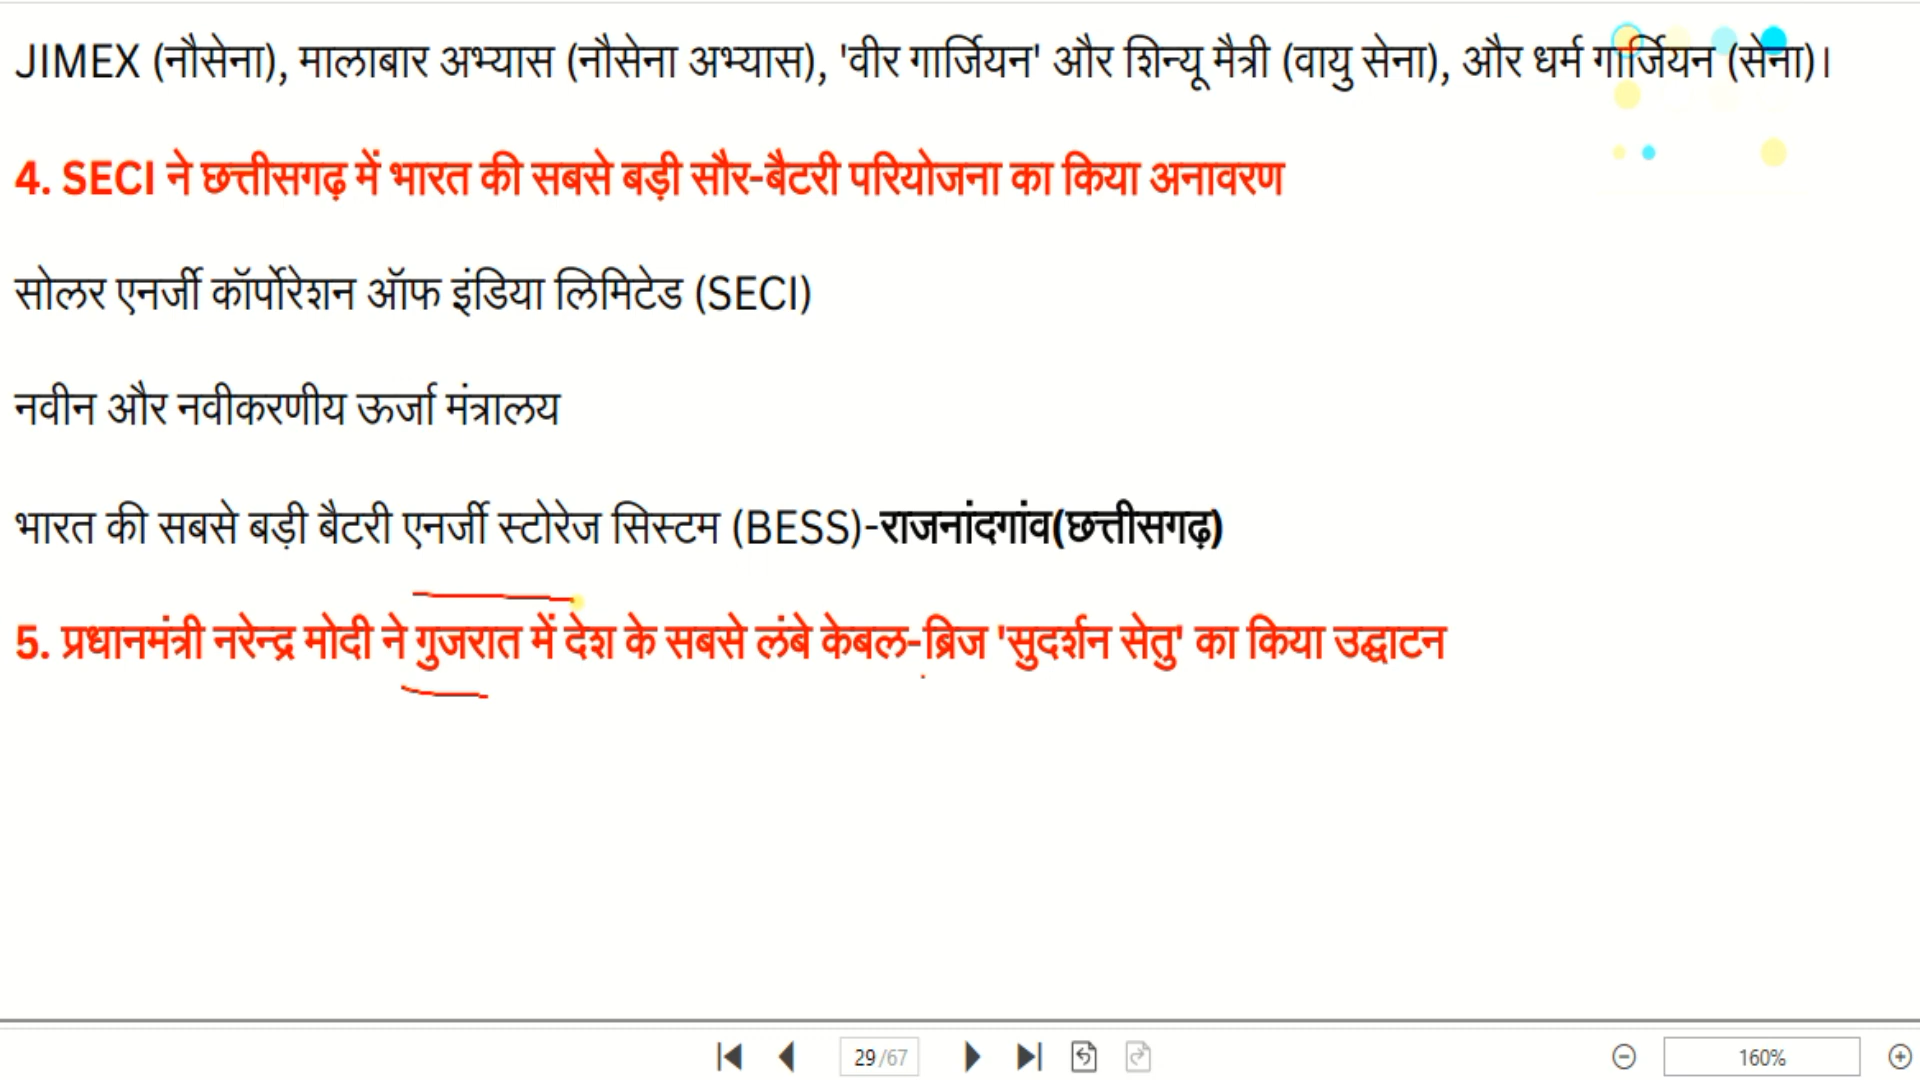 JIMEX (नौसेना), मालाबार अभ्यास (नौसेना अभ्यास), 'वीर गार्जियन' और शिन्यू मैत्री (वायु सेना), और धर्म गार्जियन (सेना)।
4. SECI ने छत्तीसगढ़ में भारत की सबसे बड़ी सौर-बैटरी परियोजना का किया अनावरण
सोलर एनर्जी कॉर्पोरेशन ऑफ इंडिया लिमिटेड (SECI)
नवीन और नवीकरणीय ऊर्जा मंत्रालय
भारत की सबसे बड़ी बैटरी एनर्जी स्टोरेज सिस्टम (BESS)-राजनांदगांव(छत्तीसगढ़)
5. प्रधानमंत्री नरेन्द्र मोदी ने गुजरात में देश के सबसे लंबे केबल-ब्रिज 'सुदर्शन सेतु' का किया उद्घाटन
29/67
160%